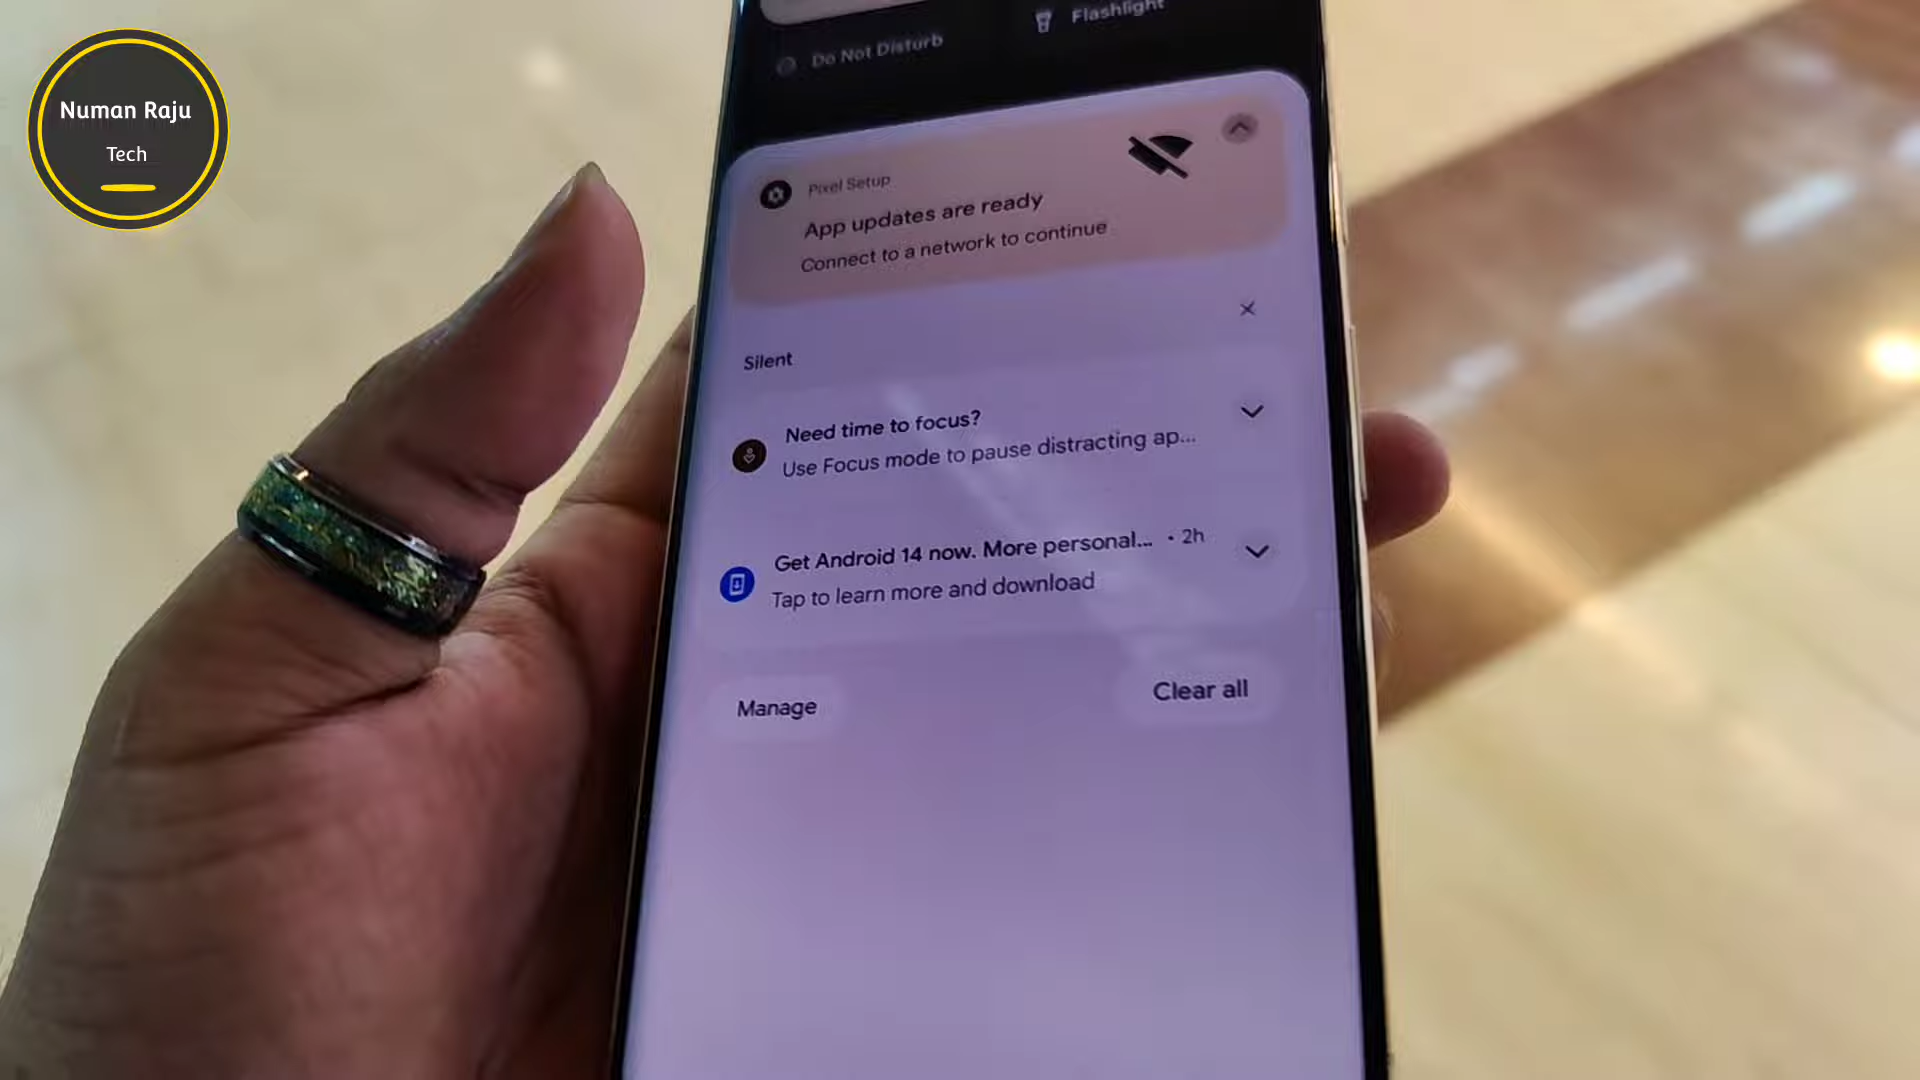 Numan Raju
Tech
Do Not Disturb
Flashlight
Pixel Setup
App updates are ready
Connect to a network to continue
Silent
Need time to focus?
Use Focus mode to pause distracting ap...
Get Android 14 now. More personal... • 2h
Tap to learn more and download
Manage
Clear all